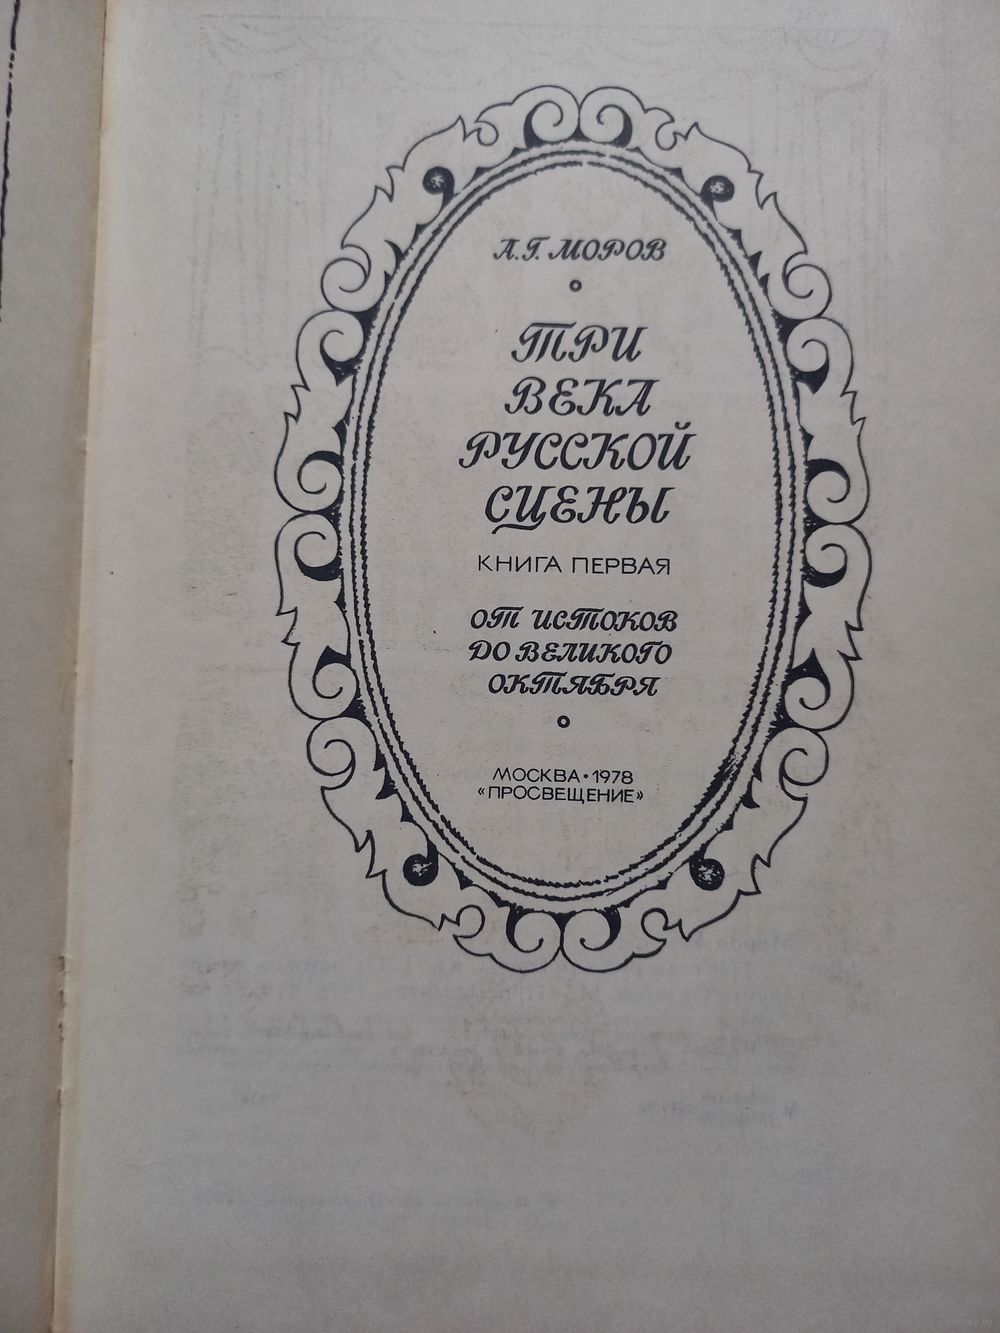 А.Г. МОРОВ
ТРИ
ВЕКА
РУССКОЙ
СЦЕНЫ
КНИГА ПЕРВАЯ
ОТ ИСТОКОВ
ДО ВЕЛИКОГО
ОКТЯБРЯ
МОСКВА • 1978
«ПРОСВЕЩЕНИЕ»